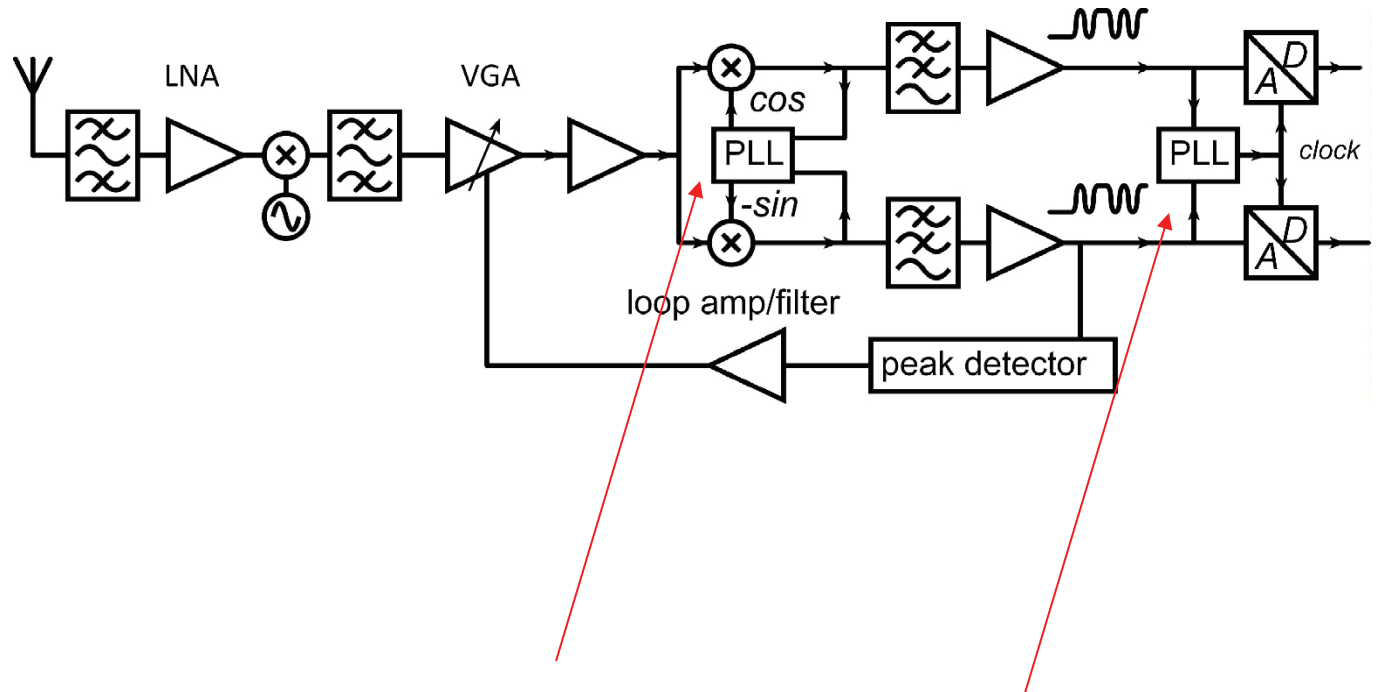 LNA
VGA
cos
PLL
-sin
PLL
clock
D
A
D
A
loop amp/filter
peak detector